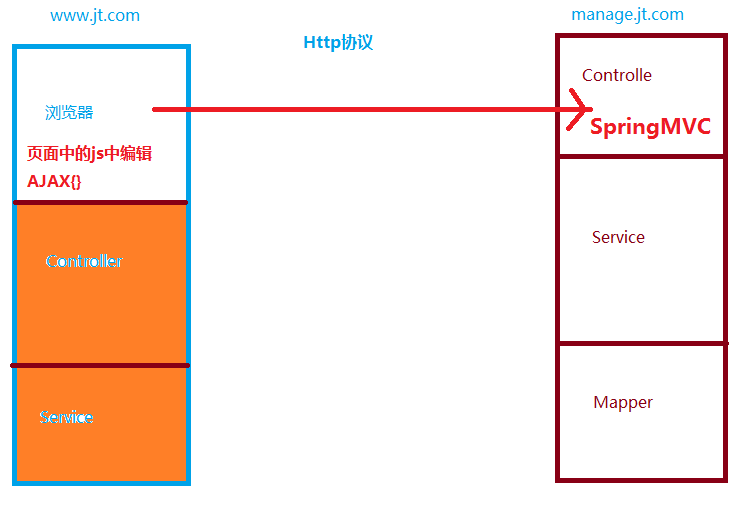 www.jt.com
manage.jt.com
Http协议
Controlle
浏览器
SpringMVC
页面中的js中编辑
AJAX{}
Service
Controller
Mapper
Service